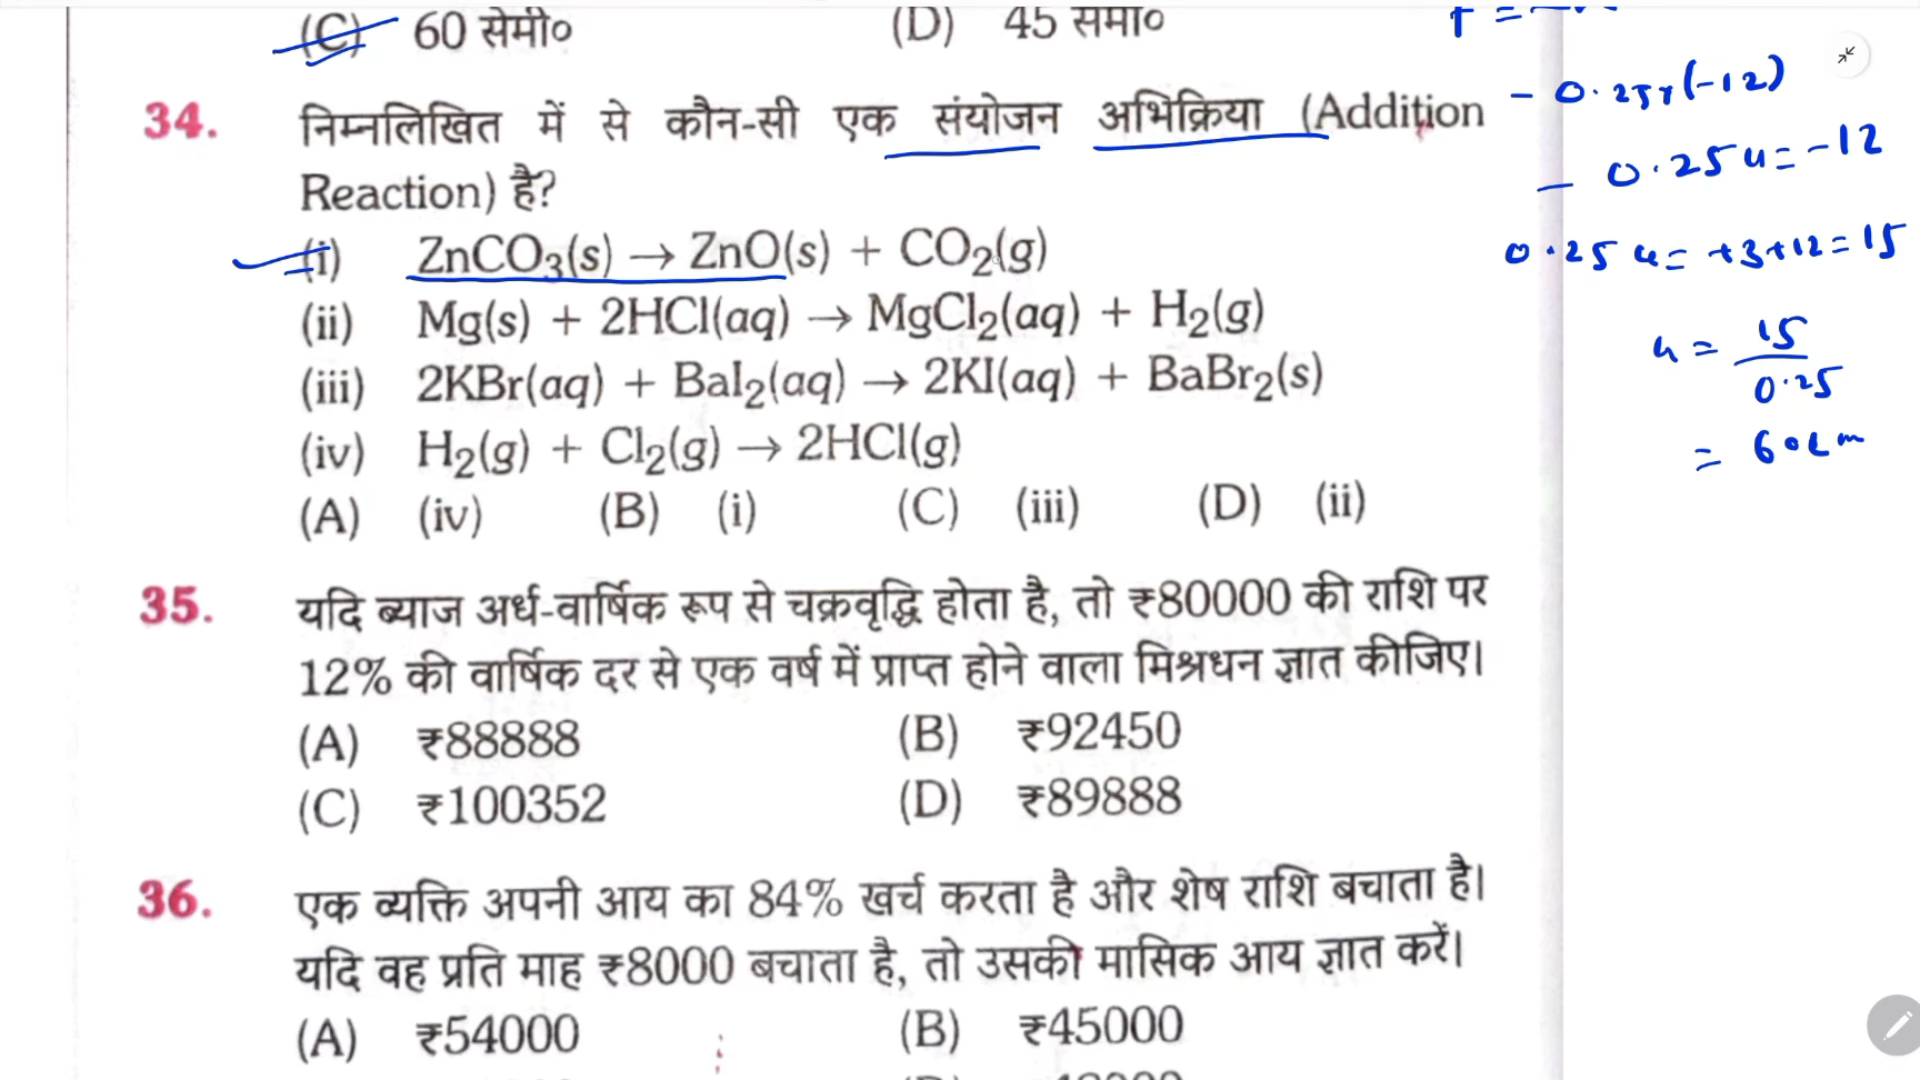 (C) 60 सेमी० (D) 45 सेमी०
34. निम्नलिखित में से कौन-सी एक संयोजन अभिक्रिया (Addition
Reaction) है?
(i) ZnCO₃(s) → ZnO(s) + CO₂(g)
(ii) Mg(s) + 2HCl(aq) → MgCl₂(aq) + H₂(g)
(iii) 2KBr(aq) + BaI₂(aq) → 2KI(aq) + BaBr₂(s)
(iv) H₂(g) + Cl₂(g) → 2HCl(g)
(A) (iv) (B) (i) (C) (iii) (D) (ii)
35. यदि ब्याज अर्ध-वार्षिक रूप से चक्रवृद्धि होता है, तो ₹80000 की राशि पर
12% की वार्षिक दर से एक वर्ष में प्राप्त होने वाला मिश्रधन ज्ञात कीजिए।
(A) ₹88888 (B) ₹92450
(C) ₹100352 (D) ₹89888
36. एक व्यक्ति अपनी आय का 84% खर्च करता है और शेष राशि बचाता है।
यदि वह प्रति माह ₹8000 बचाता है, तो उसकी मासिक आय ज्ञात करें।
(A) ₹54000 (B) ₹45000
- 0.25x(-12)
- 0.25u=-12
0.25 u= +3+12=15
u = 15
0.25
= 60cm